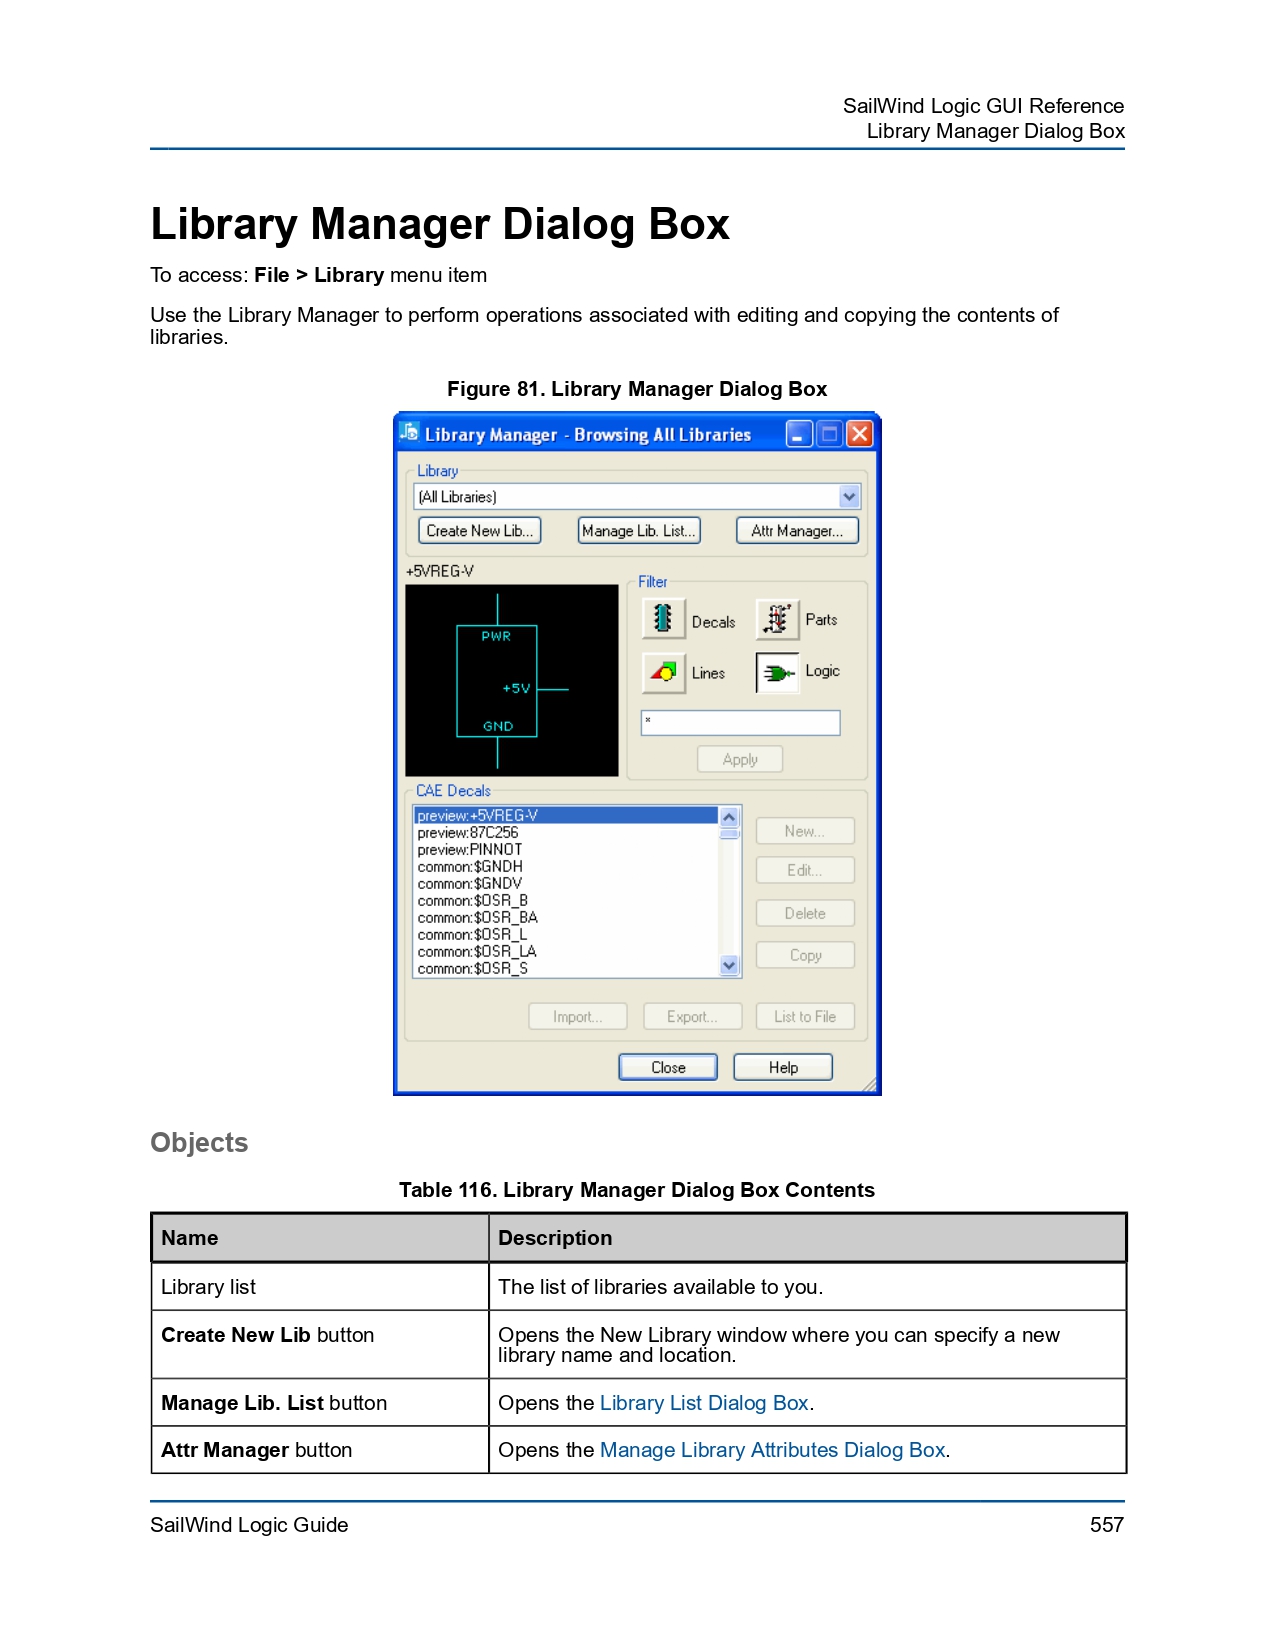 SailWind Logic GUI Reference
Library Manager Dialog Box
Library Manager Dialog Box
To access: File > Library menu item
Use the Library Manager to perform operations associated with editing and copying the contents of
libraries.
Figure 81. Library Manager Dialog Box
Library Manager - Browsing All Libraries
Library
(All Libraries)
Create New Lib...
Manage Lib. List...
Attr Manager...
+5VREG-V
PWR
+5V
GND
Filter
Decals
Parts
Lines
Logic
*
Apply
CAE Decals
preview:+5VREG-V
preview:87C256
preview:PINNOT
common:$GNDH
common:$GNDV
common:$OSR_B
common:$OSR_BA
common:$OSR_L
common:$OSR_LA
common:$OSR_S
New...
Edit...
Delete
Copy
Import...
Export...
List to File
Close
Help
Objects
Table 116. Library Manager Dialog Box Contents
Name
Description
Library list
The list of libraries available to you.
Create New Lib button
Opens the New Library window where you can specify a new
library name and location.
Manage Lib. List button
Opens the Library List Dialog Box.
Attr Manager button
Opens the Manage Library Attributes Dialog Box.
SailWind Logic Guide
557